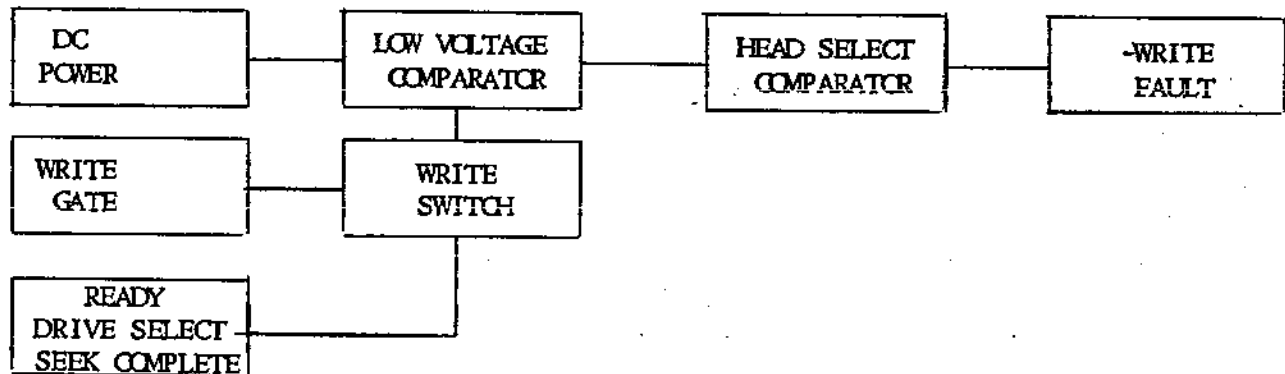 DC
POWER
LOW VOLTAGE
COMPARATOR
HEAD SELECT
COMPARATOR
-WRITE
FAULT
WRITE
GATE
WRITE
SWITCH
READY
DRIVE SELECT
SEEK COMPLETE